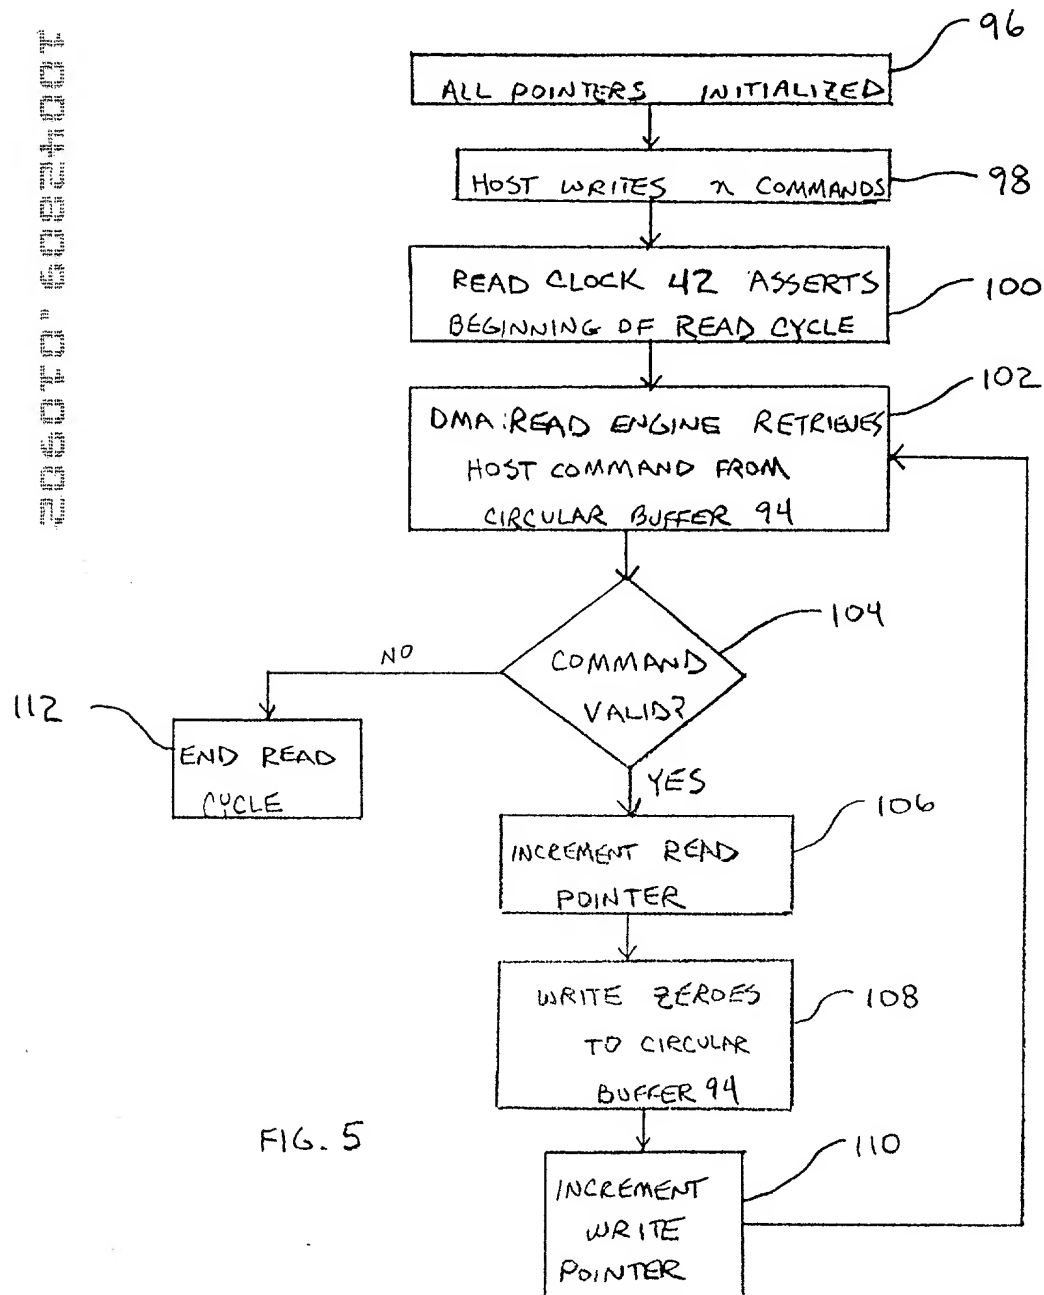 10042809.010902
96
ALL POINTERS INITIALIZED
HOST WRITES n COMMANDS
98
READ CLOCK 42 ASSERTS
BEGINNING OF READ CYCLE
100
102
DMA:READ ENGINE RETRIEVES
HOST COMMAND FROM
CIRCULAR BUFFER 94
104
COMMAND
VALID?
NO
112
END READ
CYCLE
YES
106
INCREMENT READ
POINTER
WRITE ZEROES
TO CIRCULAR
BUFFER 94
108
FIG. 5
110
INCREMENT
WRITE
POINTER